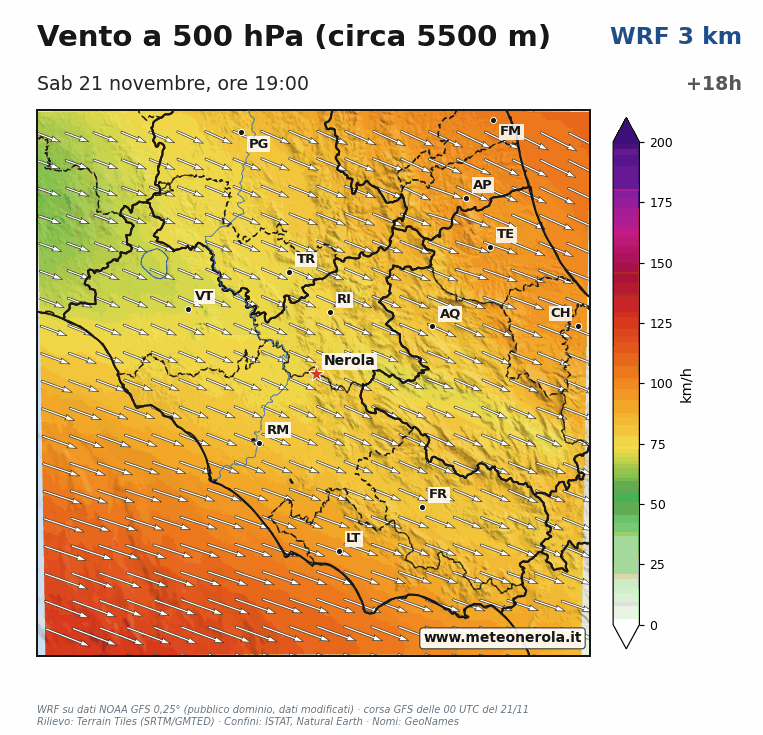 Vento a 500 hPa (circa 5500 m)
WRF 3 km
Sab 21 novembre, ore 19:00
+18h
FM
PG
AP
TE
TR
VT
RI
AQ
CH
Nerola
RM
FR
LT
www.meteonerola.it
200
175
150
125
100
75
50
25
0
km/h
WRF su dati NOAA GFS 0,25° (pubblico dominio, dati modificati) · corsa GFS delle 00 UTC del 21/11
Rilievo: Terrain Tiles (SRTM/GMTED) · Confini: ISTAT, Natural Earth · Nomi: GeoNames